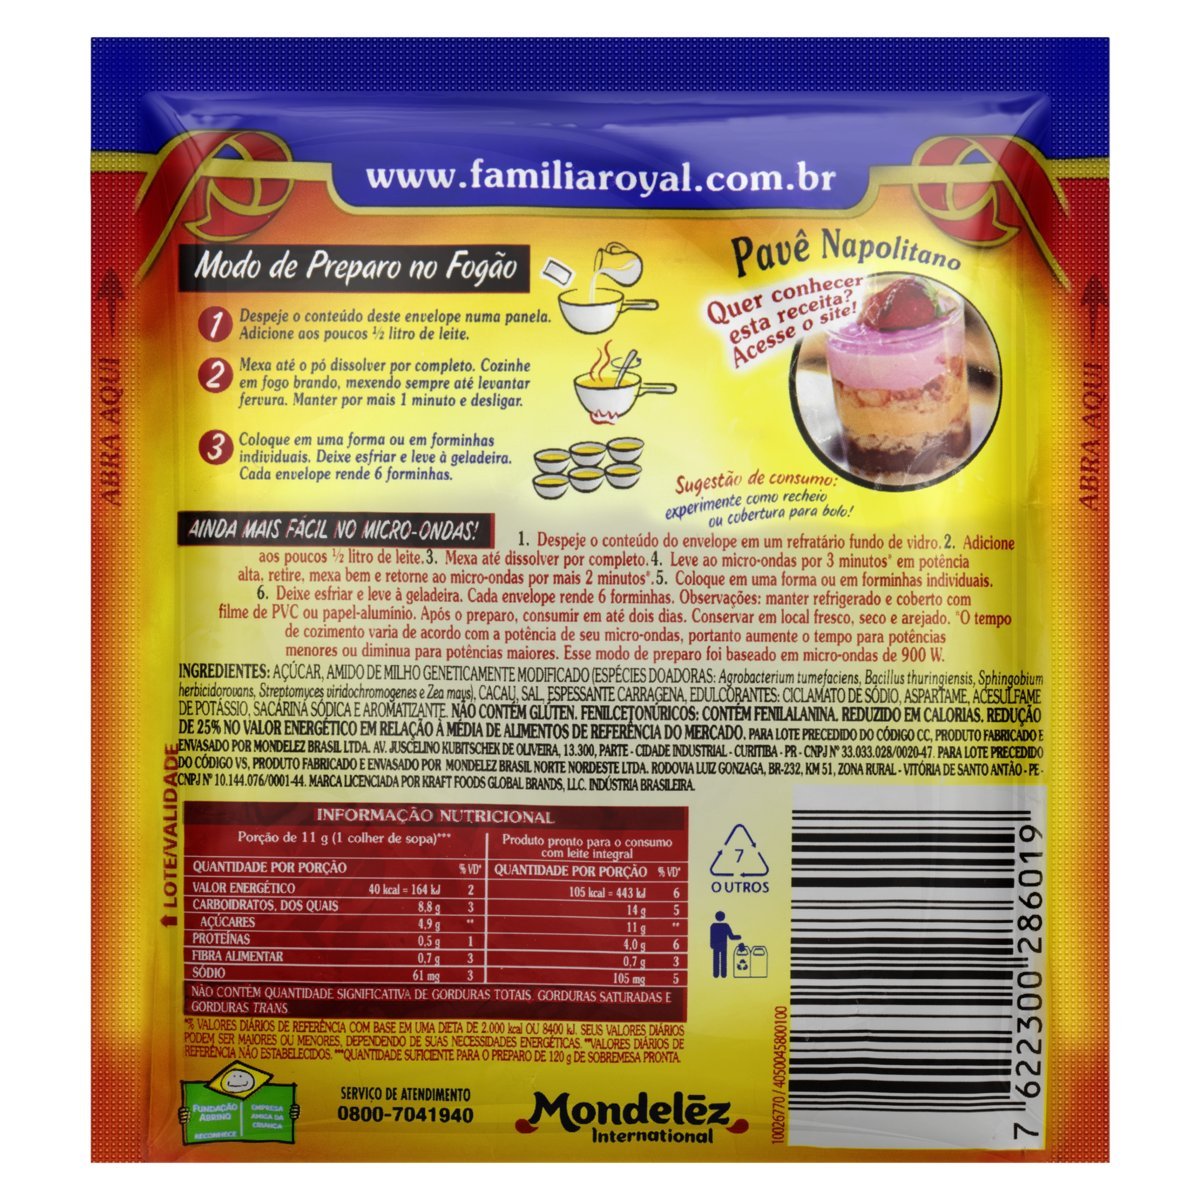 www.familiaroyal.com.br
Modo de Preparo no Fogão
1 Despeje o conteúdo deste envelope numa panela.
Adicione aos poucos ½ litro de leite.
2 Mexa até o pó dissolver por completo. Cozinhe
em fogo brando, mexendo sempre até levantar
fervura. Manter por mais 1 minuto e desligar.
3 Coloque em uma forma ou em forminhas
individuais. Deixe esfriar e leve à geladeira.
Cada envelope rende 6 forminhas.
Pavê Napolitano
Quer conhecer
esta receita?
Acesse o site!
Sugestão de consumo:
experimente como recheio
ou cobertura para bolo!
ABRA AQUI
ABRA AQUI
AINDA MAIS FÁCIL NO MICRO-ONDAS!
1. Despeje o conteúdo do envelope em um refratário fundo de vidro. 2. Adicione
aos poucos ½ litro de leite. 3. Mexa até dissolver por completo. 4. Leve ao micro-ondas por 3 minutos* em potência
alta, retire, mexa bem e retorne ao micro-ondas por mais 2 minutos*. 5. Coloque em uma forma ou em forminhas individuais.
6. Deixe esfriar e leve à geladeira. Cada envelope rende 6 forminhas. Observações: manter refrigerado e coberto com
filme de PVC ou papel-alumínio. Após o preparo, consumir em até dois dias. Conservar em local fresco, seco e arejado. *O tempo
de cozimento varia de acordo com a potência de seu micro-ondas, portanto aumente o tempo para potências
menores ou diminua para potências maiores. Esse modo de preparo foi baseado em micro-ondas de 900 W.
INGREDIENTES: AÇÚCAR, AMIDO DE MILHO GENETICAMENTE MODIFICADO (ESPÉCIES DOADORAS: Agrobacterium tumefaciens, Bacillus thuringiensis, Sphingobium
herbicidorovans, Streptomyces viridochromogenes e Zea mays), CACAU, SAL, ESPESSANTE CARRAGENA, EDULCORANTES: CICLAMATO DE SÓDIO, ASPARTAME, ACESULFAME
DE POTÁSSIO, SACARINA SÓDICA E AROMATIZANTE. NÃO CONTÉM GLÚTEN. FENILCETONÚRICOS: CONTÉM FENILALANINA. REDUZIDO EM CALORIAS. REDUÇÃO
DE 25% NO VALOR ENERGÉTICO EM RELAÇÃO À MÉDIA DE ALIMENTOS DE REFERÊNCIA DO MERCADO. PARA LOTE PRECEDIDO DO CÓDIGO CC, PRODUTO FABRICADO E
ENVASADO POR MONDELEZ BRASIL LTDA. AV. JUSCELINO KUBITSCHEK DE OLIVEIRA, 13.300, PARTE - CIDADE INDUSTRIAL - CURITIBA - PR - CNPJ Nº 33.033.028/0020-47. PARA LOTE PRECEDIDO
DO CÓDIGO VS, PRODUTO FABRICADO E ENVASADO POR MONDELEZ BRASIL NORTE NORDESTE LTDA. RODOVIA LUIZ GONZAGA, BR-232, KM 51, ZONA RURAL - VITÓRIA DE SANTO ANTÃO - PE -
CNPJ Nº 10.144.076/0001-44. MARCA LICENCIADA POR KRAFT FOODS GLOBAL BRANDS, LLC. INDÚSTRIA BRASILEIRA.
LOTE/VALIDADE
INFORMAÇÃO NUTRICIONAL
Porção de 11 g (1 colher de sopa)*** Produto pronto para o consumo
com leite integral
QUANTIDADE POR PORÇÃO % VD* QUANTIDADE POR PORÇÃO % VD*
VALOR ENERGÉTICO 40 kcal = 164 kJ 2 105 kcal = 443 kJ 6
CARBOIDRATOS, DOS QUAIS 8,8 g 3 14 g 5
AÇÚCARES 4,9 g ** 11 g **
PROTEÍNAS 0,5 g 1 4,0 g 6
FIBRA ALIMENTAR 0,7 g 3 0,7 g 3
SÓDIO 61 mg 3 105 mg 5
NÃO CONTÉM QUANTIDADE SIGNIFICATIVA DE GORDURAS TOTAIS, GORDURAS SATURADAS E
GORDURAS TRANS.
*% VALORES DIÁRIOS DE REFERÊNCIA COM BASE EM UMA DIETA DE 2.000 kcal OU 8400 kJ. SEUS VALORES DIÁRIOS
PODEM SER MAIORES OU MENORES, DEPENDENDO DE SUAS NECESSIDADES ENERGÉTICAS. **VALORES DIÁRIOS DE
REFERÊNCIA NÃO ESTABELECIDOS. ***QUANTIDADE SUFICIENTE PARA O PREPARO DE 120 g DE SOBREMESA PRONTA.
7
OUTROS
FUNDAÇÃO
ABRINQ
RECONHECE
EMPRESA
AMIGA DA
CRIANÇA
SERVIÇO DE ATENDIMENTO
0800-7041940
Mondelēz
International
10026770 / 4050045800100
7 622300 286019